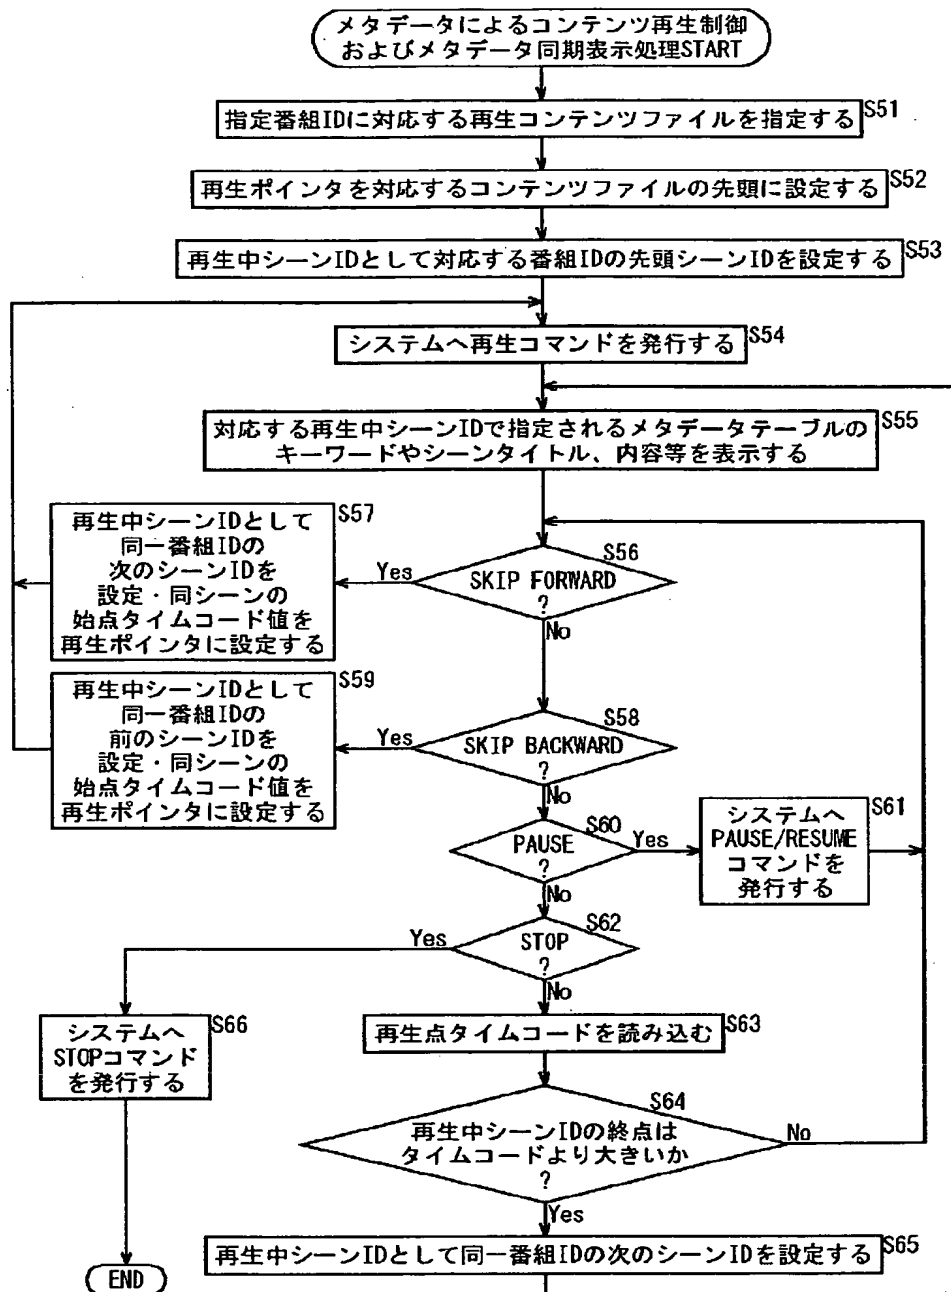 メタデータによるコンテンツ再生制御
およびメタデータ同期表示処理START
指定番組IDに対応する再生コンテンツファイルを指定する
S51
再生ポインタを対応するコンテンツファイルの先頭に設定する
S52
再生中シーンIDとして対応する番組IDの先頭シーンIDを設定する
S53
システムへ再生コマンドを発行する
S54
対応する再生中シーンIDで指定されるメタデータテーブルの
キーワードやシーンタイトル、内容等を表示する
S55
S56
SKIP FORWARD
?
Yes
No
再生中シーンIDとして
同一番組IDの
次のシーンIDを
設定・同シーンの
始点タイムコード値を
再生ポインタに設定する
S57
S58
SKIP BACKWARD
?
Yes
No
再生中シーンIDとして
同一番組IDの
前のシーンIDを
設定・同シーンの
始点タイムコード値を
再生ポインタに設定する
S59
S60
PAUSE
?
Yes
No
システムへ
PAUSE/RESUME
コマンドを
発行する
S61
S62
STOP
?
Yes
No
システムへ
STOPコマンド
を発行する
S66
再生点タイムコードを読み込む
S63
S64
再生中シーンIDの終点は
タイムコードより大きいか
?
No
Yes
再生中シーンIDとして同一番組IDの次のシーンIDを設定する
S65
END